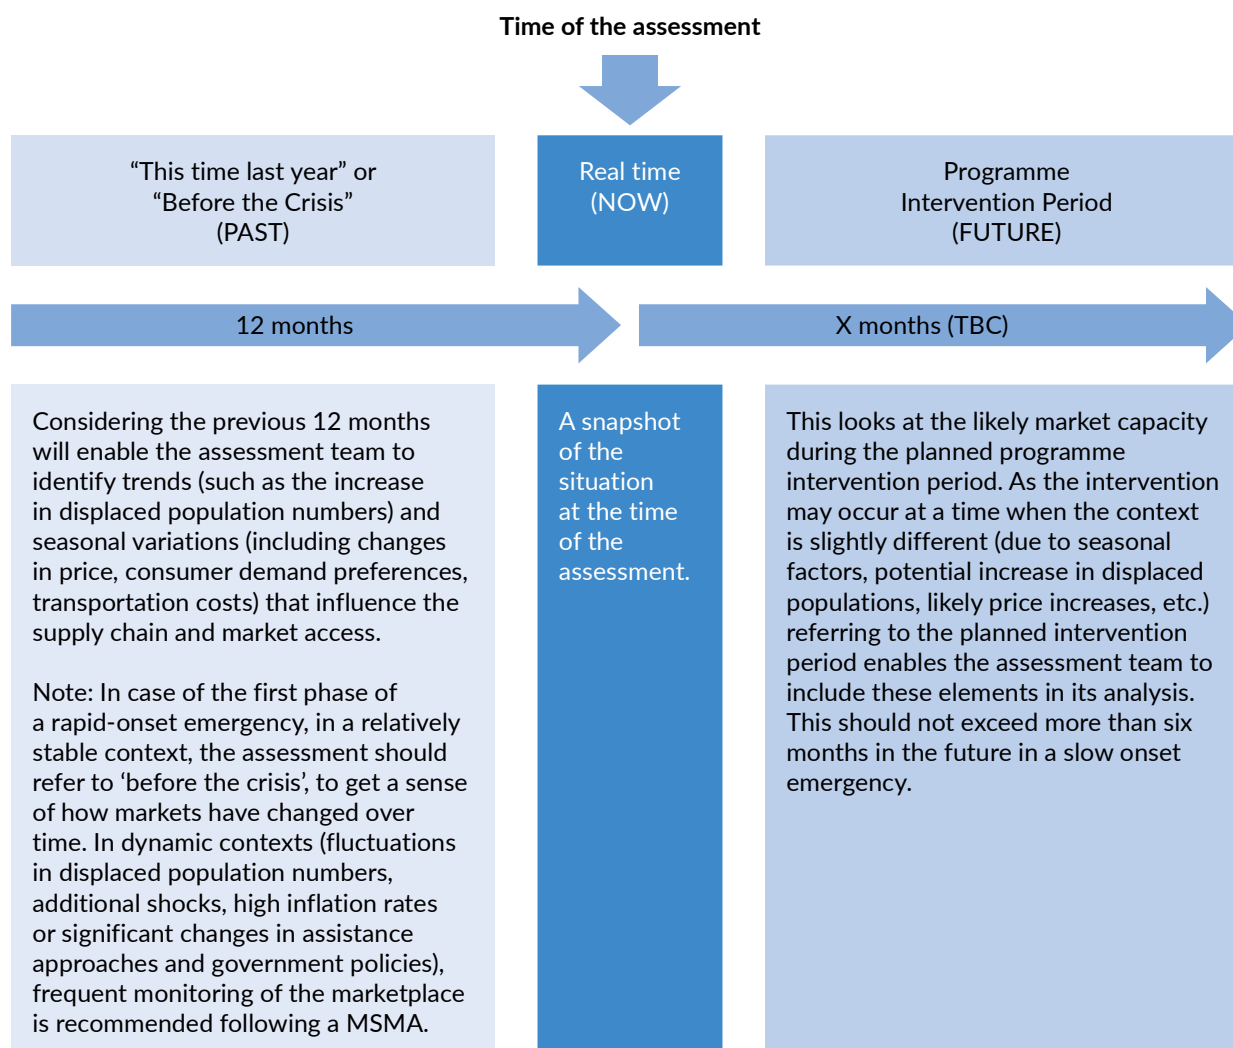 Time of the assessment
“This time last year” or
“Before the Crisis”
(PAST)
Real time
(NOW)
Programme
Intervention Period
(FUTURE)
12 months
X months (TBC)
Considering the previous 12 months
will enable the assessment team to
identify trends (such as the increase
in displaced population numbers) and
seasonal variations (including changes
in price, consumer demand preferences,
transportation costs) that influence the
supply chain and market access.
Note: In case of the first phase of
a rapid-onset emergency, in a relatively
stable context, the assessment should
refer to ‘before the crisis’, to get a sense
of how markets have changed over
time. In dynamic contexts (fluctuations
in displaced population numbers,
additional shocks, high inflation rates
or significant changes in assistance
approaches and government policies),
frequent monitoring of the marketplace
is recommended following a MSMA.
A snapshot
of the
situation
at the time
of the
assessment.
This looks at the likely market capacity
during the planned programme
intervention period. As the intervention
may occur at a time when the context
is slightly different (due to seasonal
factors, potential increase in displaced
populations, likely price increases, etc.)
referring to the planned intervention
period enables the assessment team to
include these elements in its analysis.
This should not exceed more than six
months in the future in a slow onset
emergency.